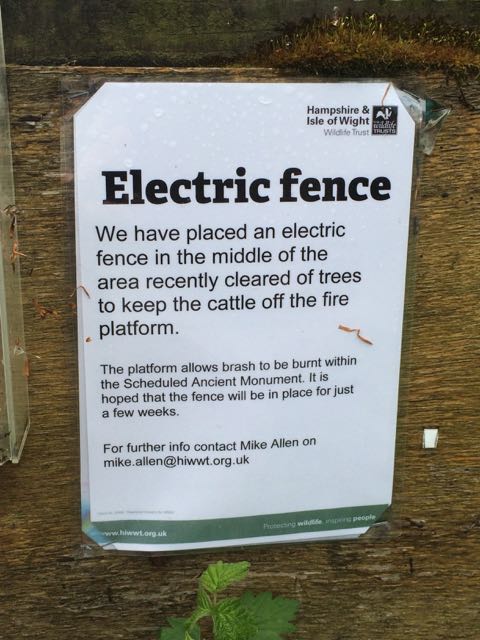 Hampshire &
Isle of Wight
Wildlife Trust
wildlife
TRUSTS
Electric fence
We have placed an electric
fence in the middle of the
area recently cleared of trees
to keep the cattle off the fire
platform.
The platform allows brash to be burnt within
the Scheduled Ancient Monument. It is
hoped that the fence will be in place for just
a few weeks.
For further info contact Mike Allen on
mike.allen@hiwwt.org.uk
www.hiwwt.org.uk
Protecting wildlife, inspiring people